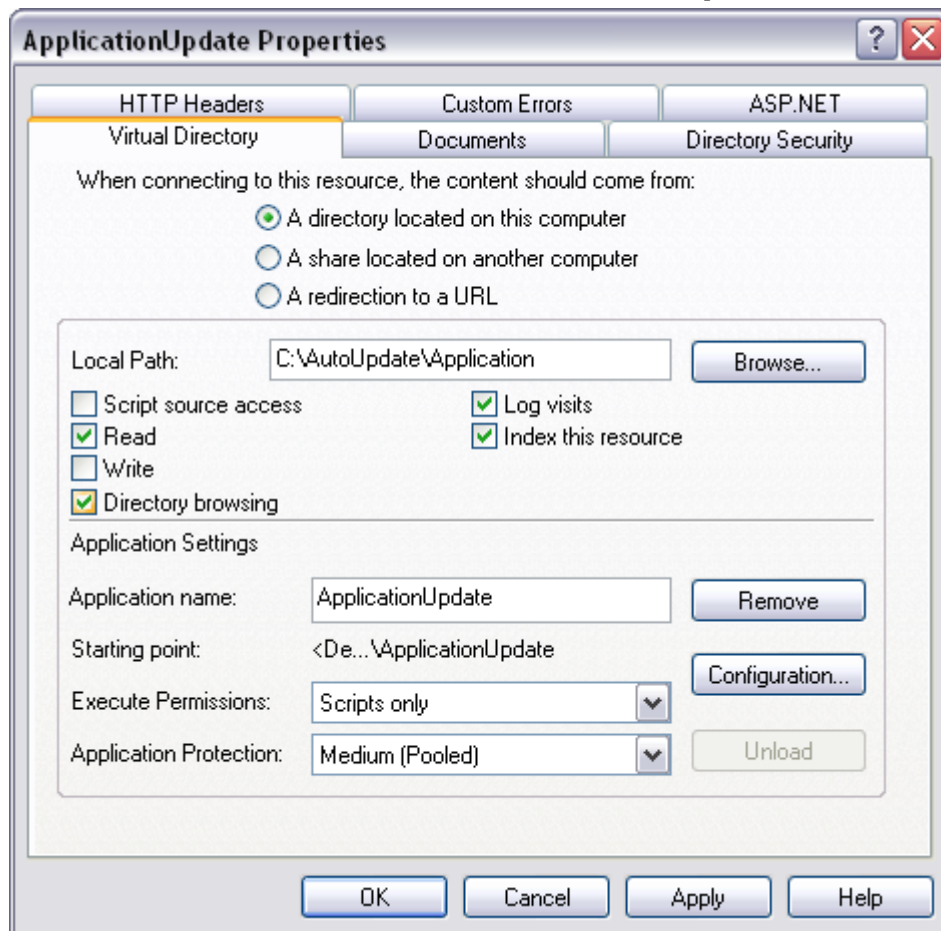 ApplicationUpdate Properties
HTTP Headers Custom Errors ASP.NET
Virtual Directory Documents Directory Security
When connecting to this resource, the content should come from:
A directory located on this computer
A share located on another computer
A redirection to a URL
Local Path: C:\AutoUpdate\Application Browse...
Script source access Log visits
Read Index this resource
Write
Directory browsing
Application Settings
Application name: ApplicationUpdate Remove
Starting point: <De...\ApplicationUpdate
Configuration...
Execute Permissions: Scripts only
Application Protection: Medium (Pooled) Unload
OK Cancel Apply Help